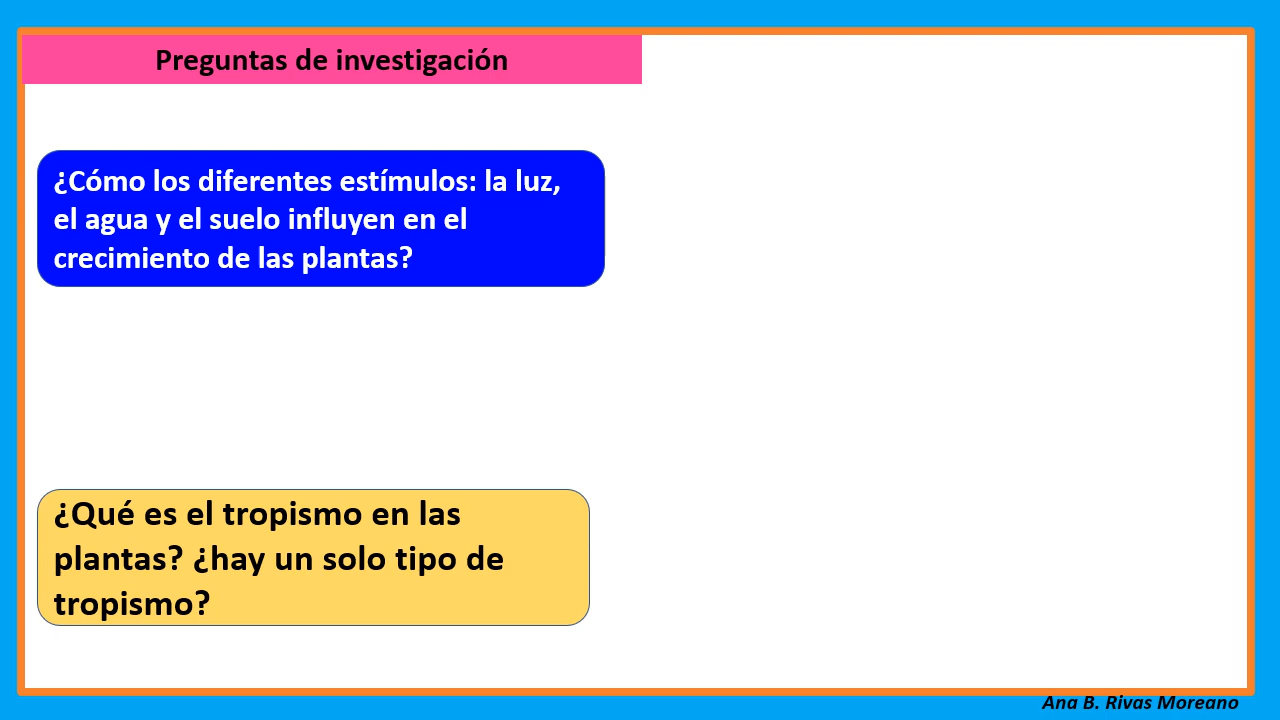 Preguntas de investigación
¿Cómo los diferentes estímulos: la luz,
el agua y el suelo influyen en el
crecimiento de las plantas?
¿Qué es el tropismo en las
plantas? ¿hay un solo tipo de
tropismo?
Ana B. Rivas Moreano